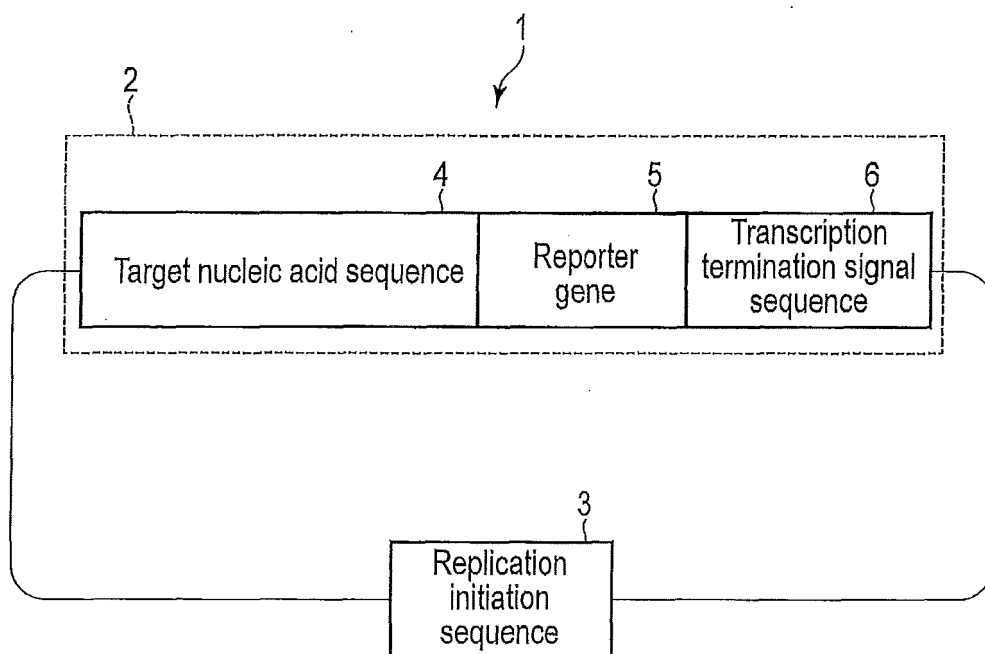 1
2
4
5
6
Target nucleic acid sequence
Reporter
gene
Transcription
termination signal
sequence
3
Replication
initiation
sequence